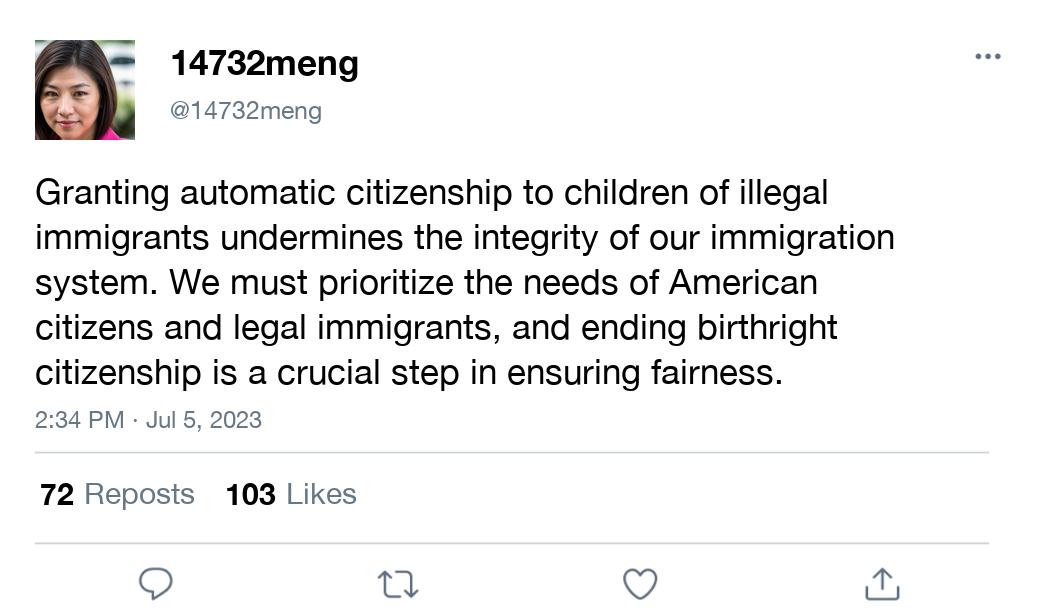 14732meng
@14732meng
Granting automatic citizenship to children of illegal
immigrants undermines the integrity of our immigration
system. We must prioritize the needs of American
citizens and legal immigrants, and ending birthright
citizenship is a crucial step in ensuring fairness.
2:34 PM · Jul 5, 2023
72 Reposts 103 Likes